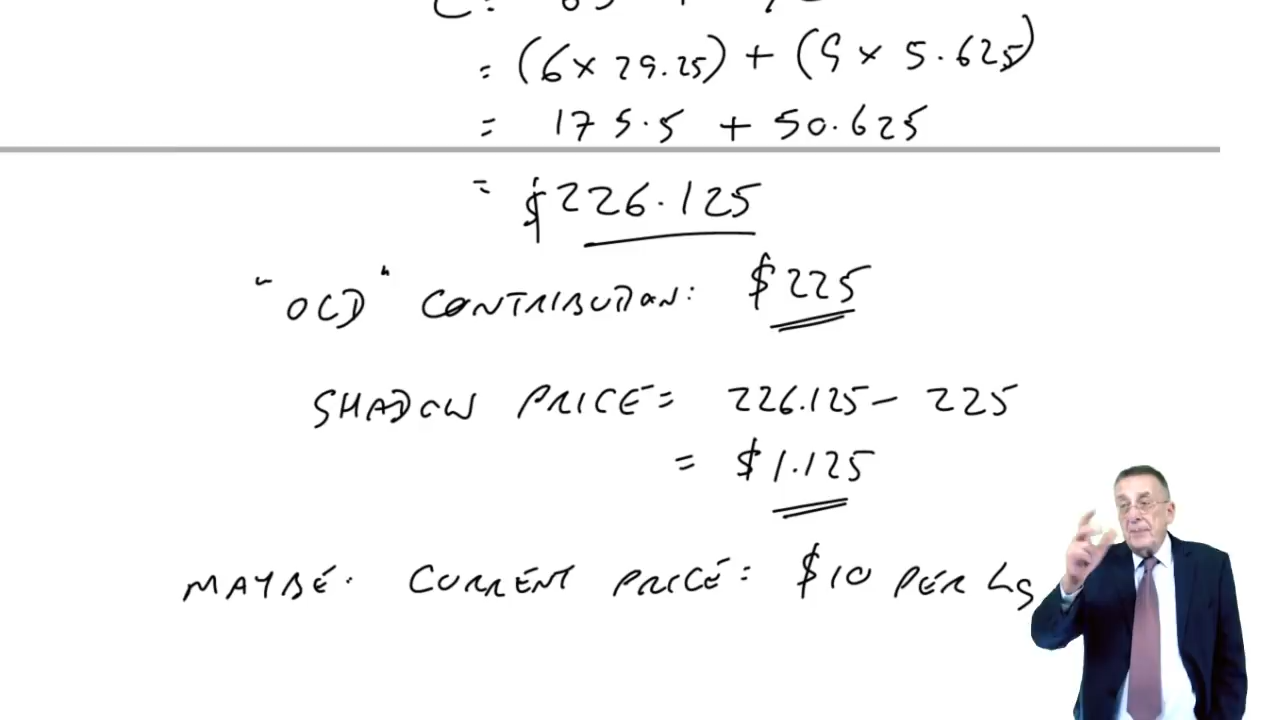 = (6 x 29.25) + (9 x 5.625)
= 175.5 + 50.625
= $226.125
"OLD" CONTRIBUTION: $225
SHADOW PRICE = 226.125 - 225
= $1.125
MAYBE. CURRENT PRICE: $10 PER kg